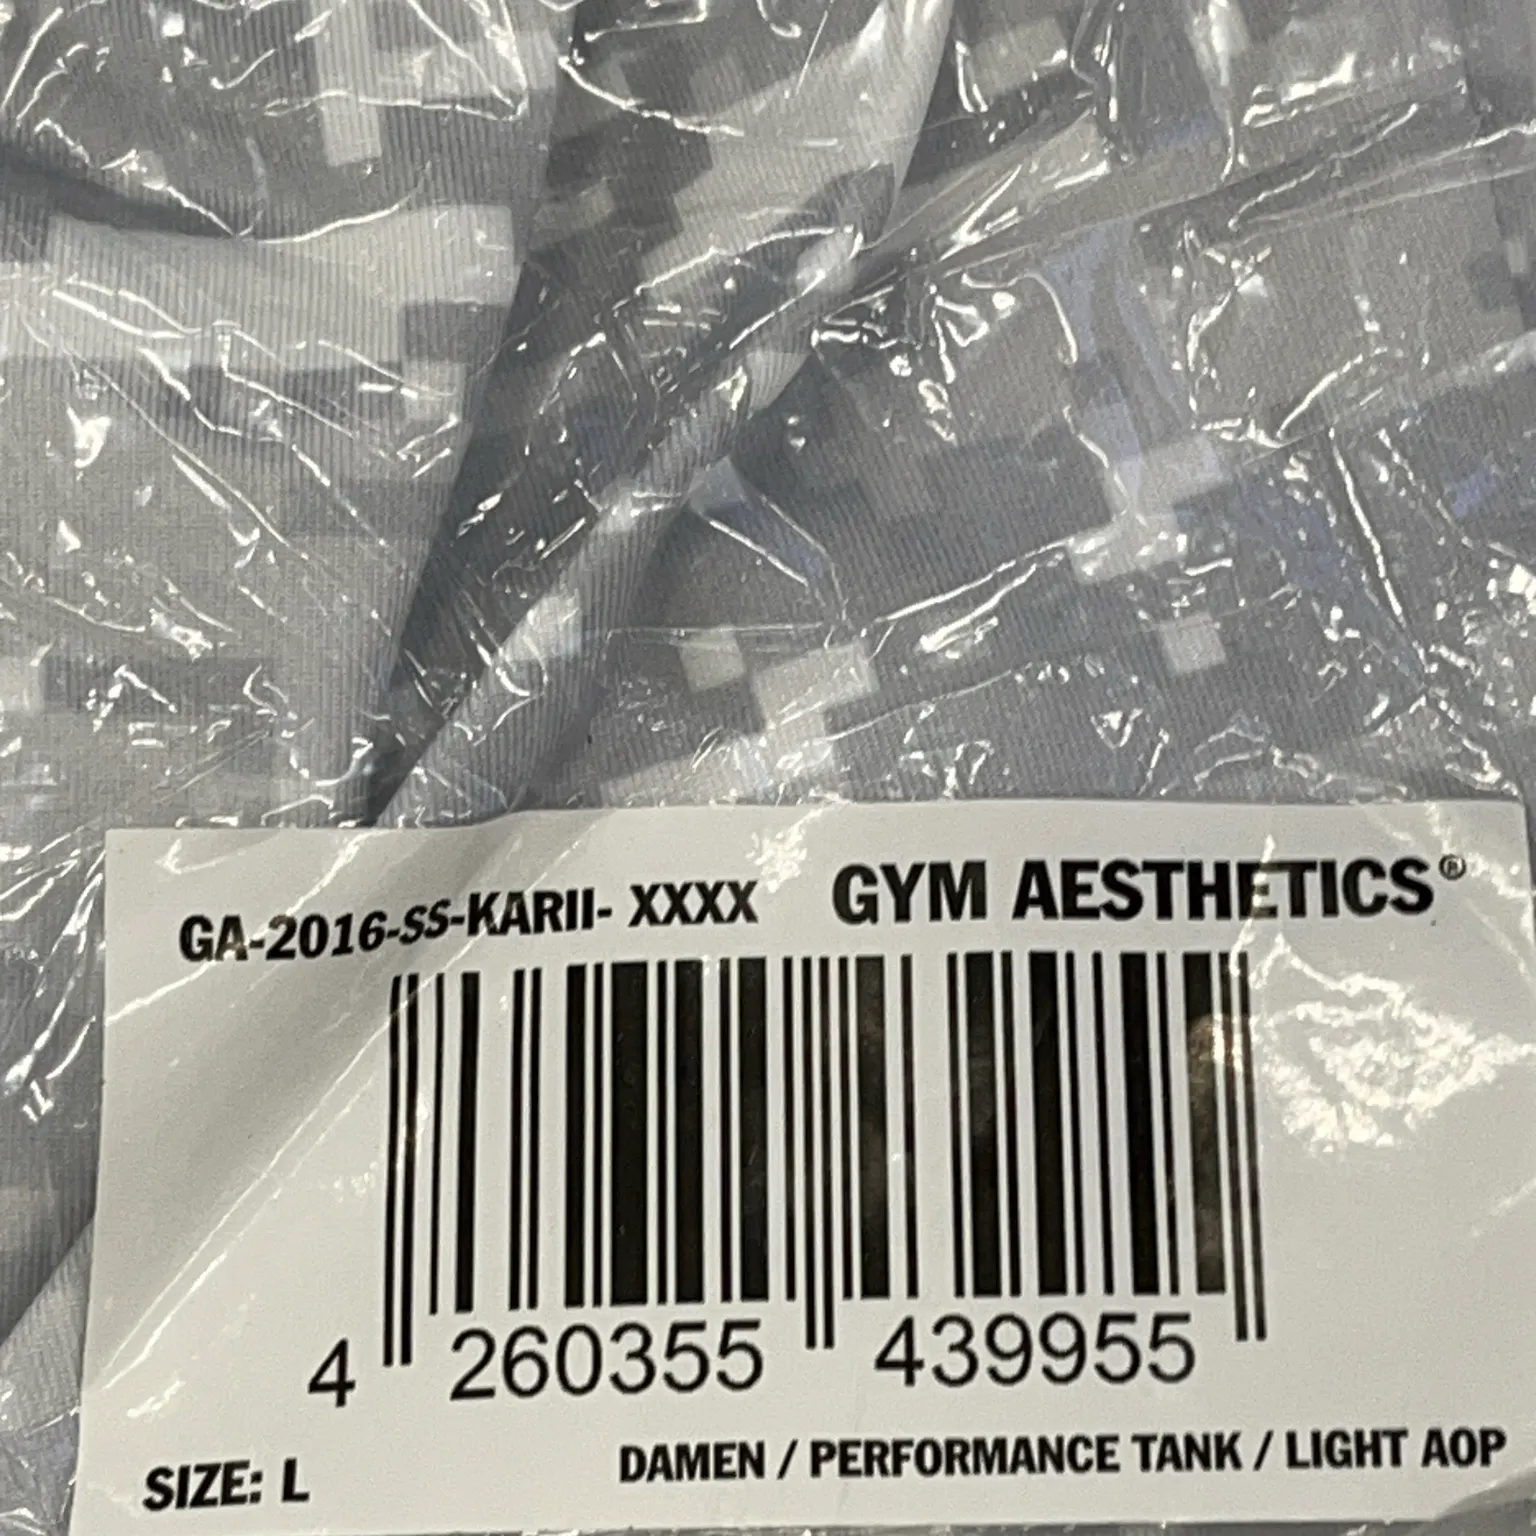 GA-2016-SS-KARII- XXXX GYM AESTHETICS®
4 260355 439955
SIZE: L DAMEN / PERFORMANCE TANK / LIGHT AOP